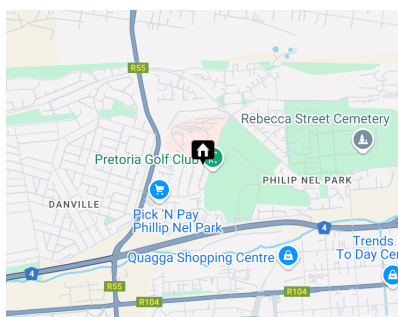 R55
Rebecca Street Cemetery
Pretoria Golf Club
PHILIP NEL PARK
DANVILLE
Pick 'N Pay
Phillip Nel Park
4
Trends
To Day Cen
Quagga Shopping Centre
4
R55
R104
R104